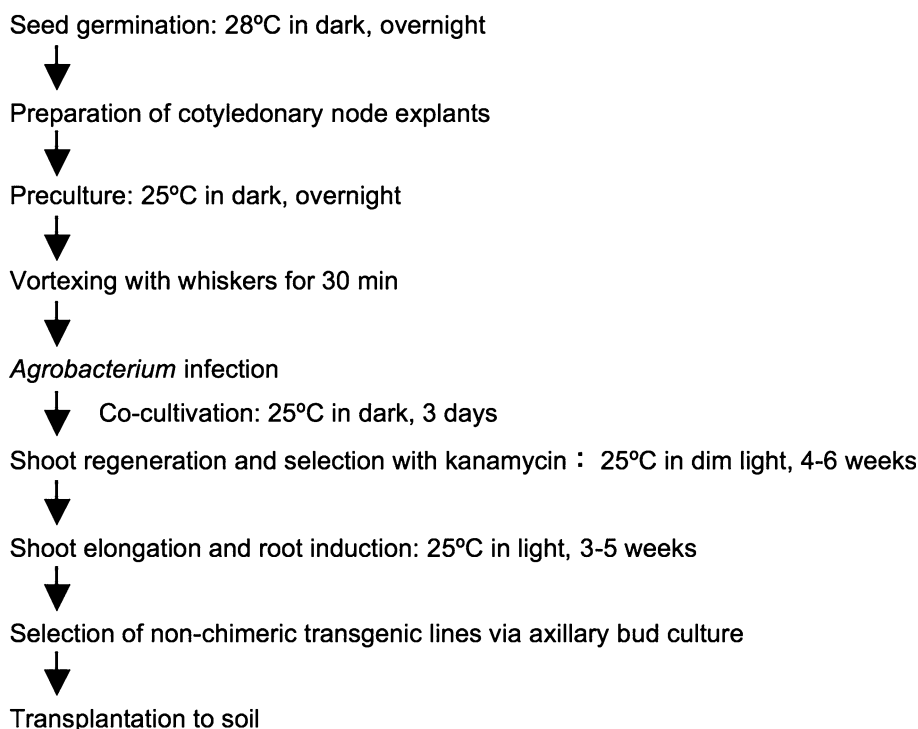 Seed germination: 28ºC in dark, overnight
Preparation of cotyledonary node explants
Preculture: 25ºC in dark, overnight
Vortexing with whiskers for 30 min
Agrobacterium infection
Co-cultivation: 25ºC in dark, 3 days
Shoot regeneration and selection with kanamycin： 25ºC in dim light, 4-6 weeks
Shoot elongation and root induction: 25ºC in light, 3-5 weeks
Selection of non-chimeric transgenic lines via axillary bud culture
Transplantation to soil